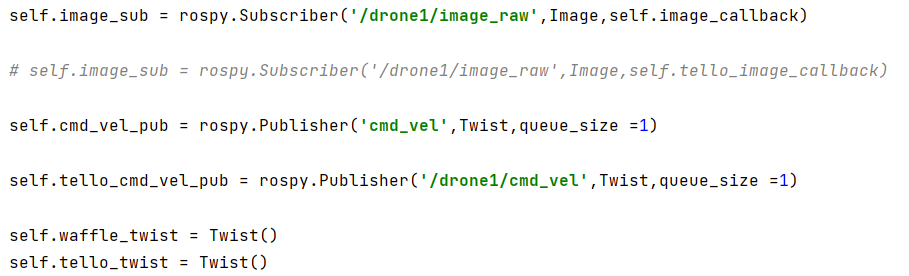 self.image_sub = rospy.Subscriber('/drone1/image_raw',Image,self.image_callback)
# self.image_sub = rospy.Subscriber('/drone1/image_raw',Image,self.tello_image_callback)
self.cmd_vel_pub = rospy.Publisher('cmd_vel',Twist,queue_size =1)
self.tello_cmd_vel_pub = rospy.Publisher('/drone1/cmd_vel',Twist,queue_size =1)
self.waffle_twist = Twist()
self.tello_twist = Twist()